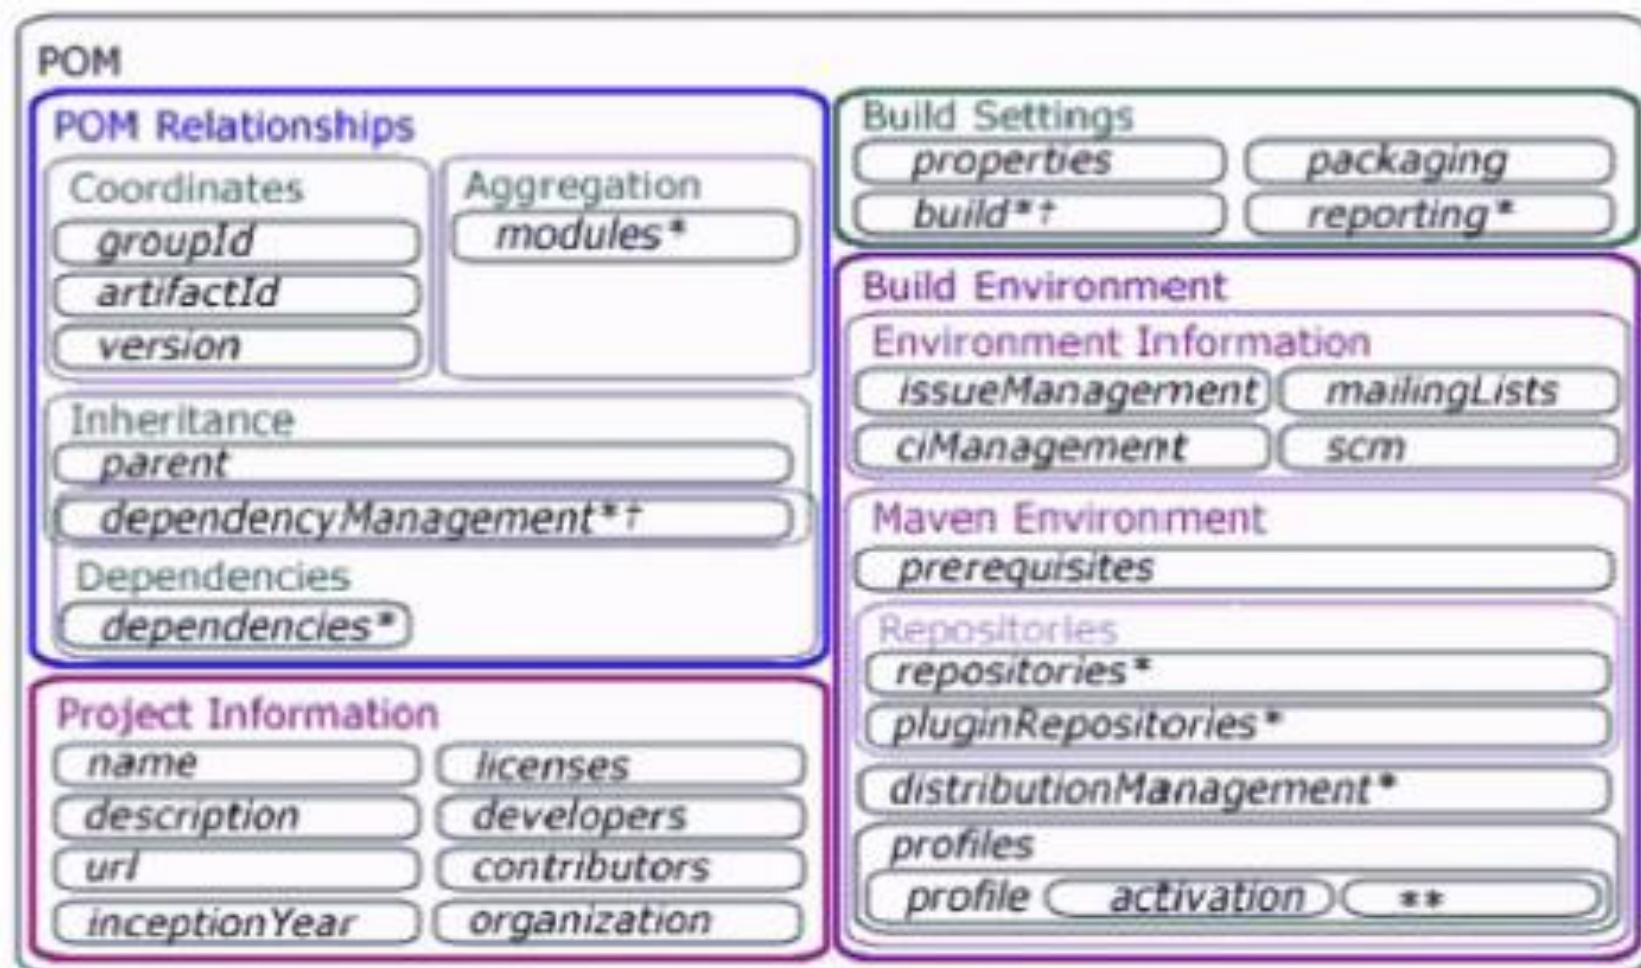 POM
POM Relationships
Coordinates
groupId
artifactId
version
Aggregation
modules*
Inheritance
parent
dependencyManagement*†
Dependencies
dependencies*
Project Information
name
licenses
description
developers
url
contributors
inceptionYear
organization
Build Settings
properties
packaging
build*†
reporting*
Build Environment
Environment Information
issueManagement
mailingLists
ciManagement
scm
Maven Environment
prerequisites
Repositories
repositories*
pluginRepositories*
distributionManagement*
profiles
profile
activation
**